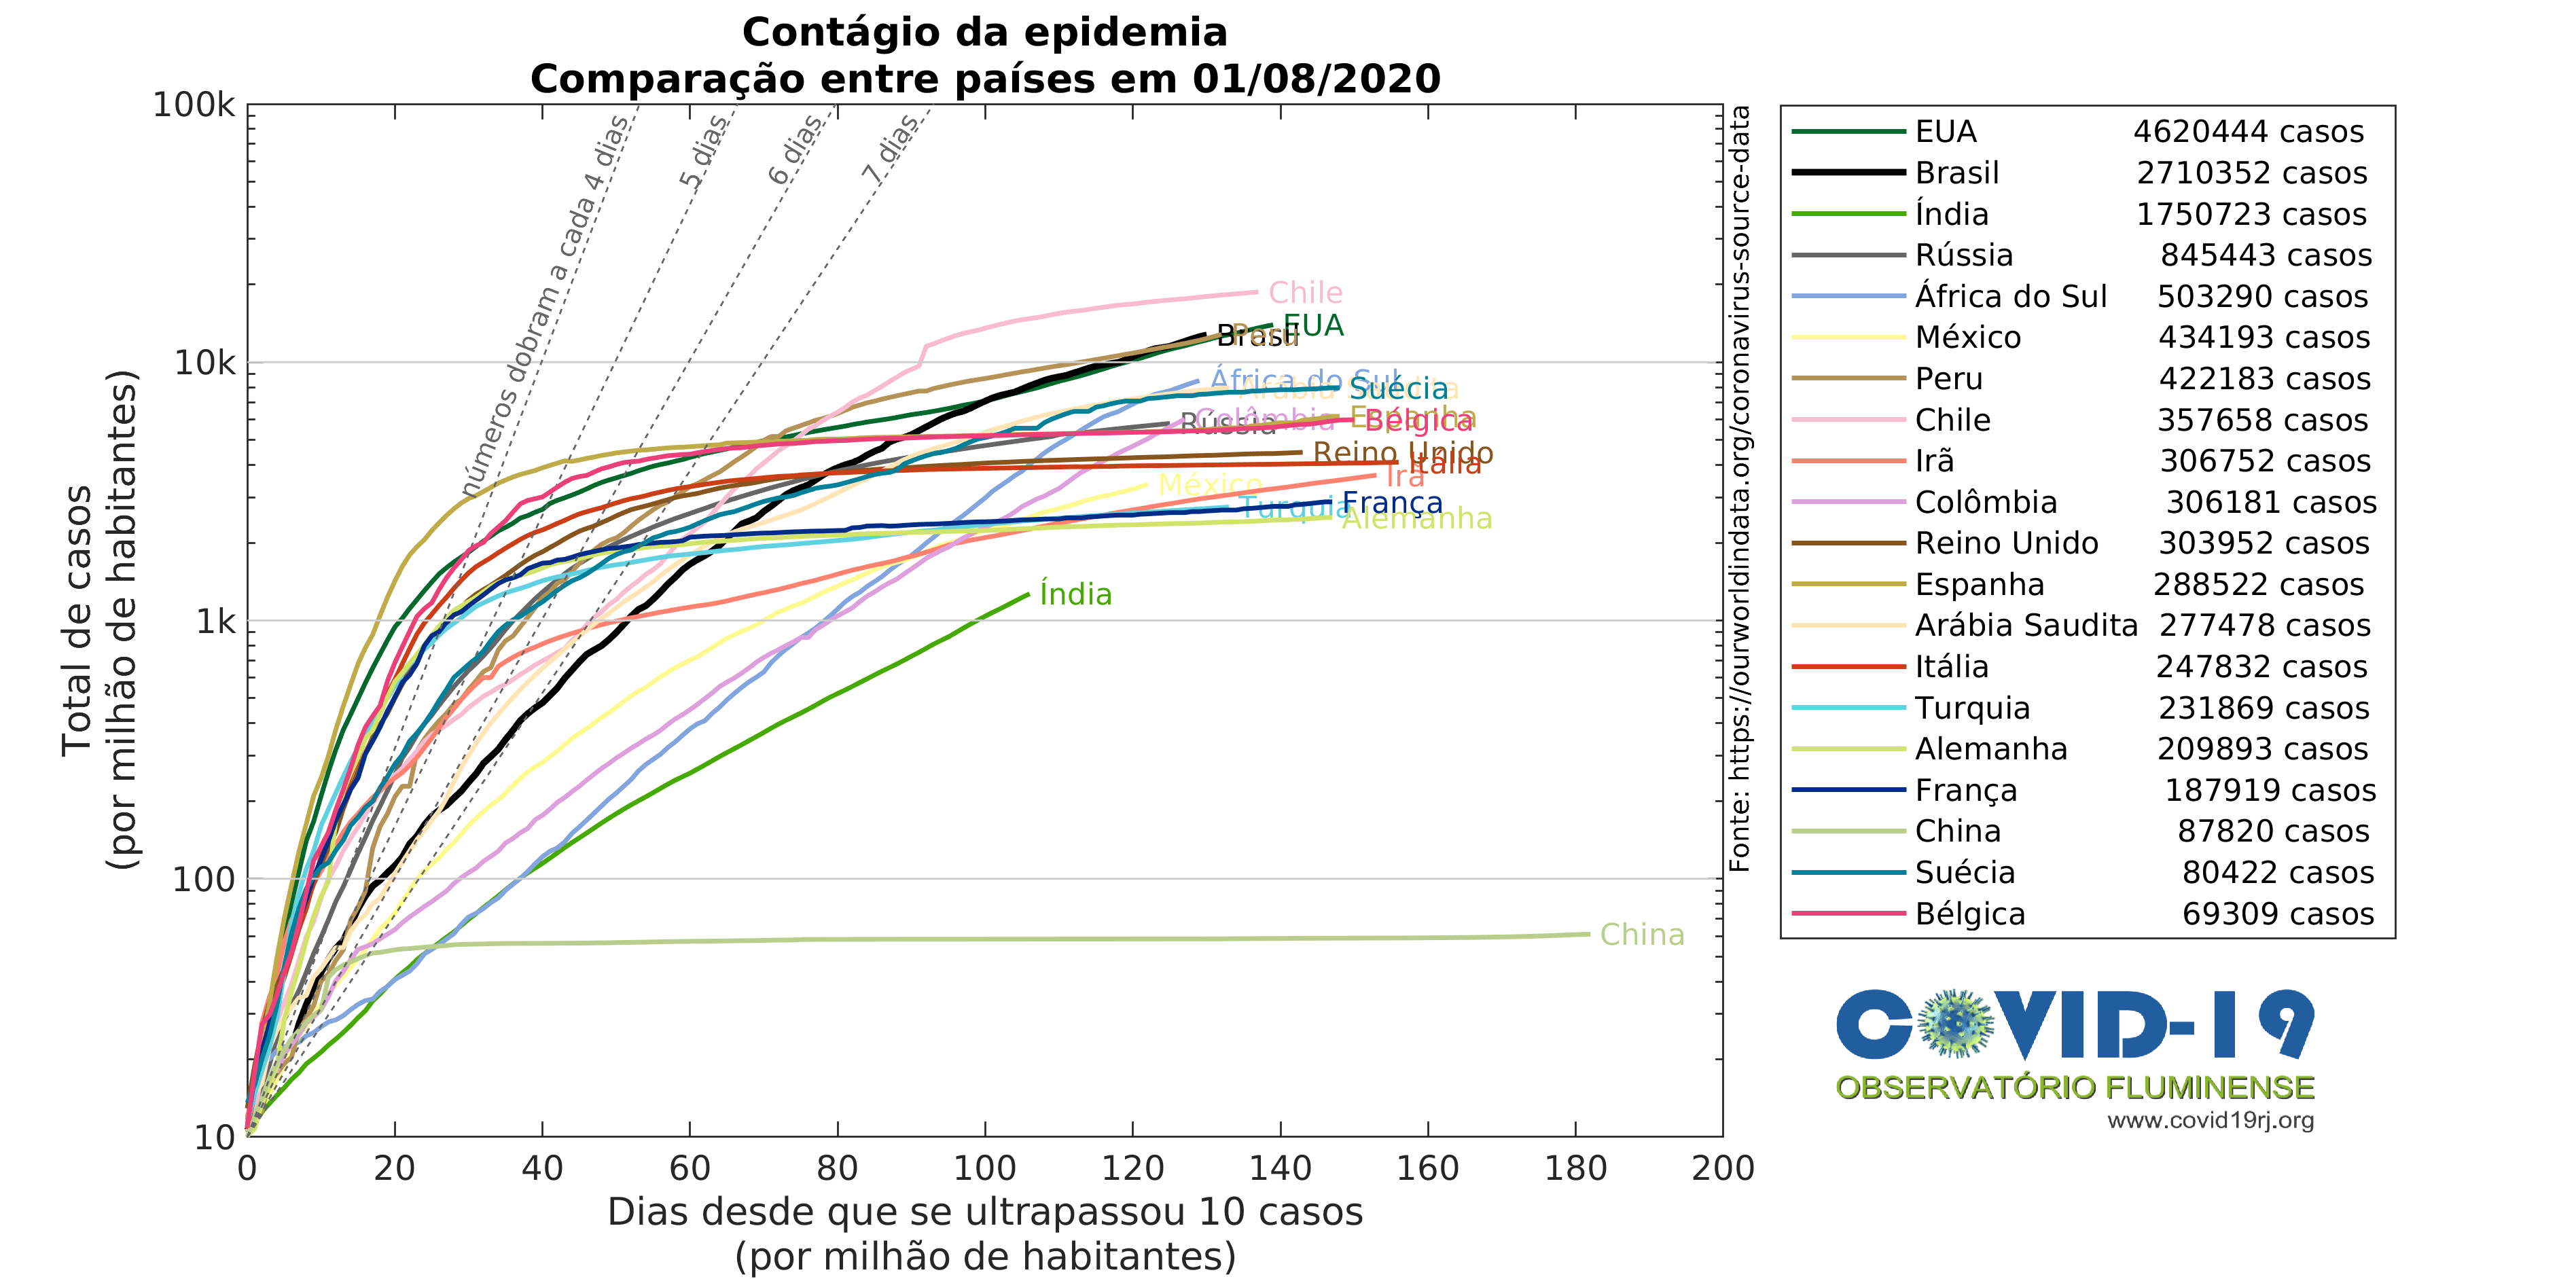 Contágio da epidemia
Comparação entre países em 01/08/2020
Total de casos
(por milhão de habitantes)
100k
10k
1k
100
10
números dobram a cada 4 dias
5 dias
6 dias
7 dias
Chile
EUA
Brasil
Peru
África do Sul
Arábia Saudita
Suécia
Rússia
Colômbia
Espanha
Bélgica
Reino Unido
Itália
Irã
México
Turquia
França
Alemanha
Índia
China
0 20 40 60 80 100 120 140 160 180 200
Dias desde que se ultrapassou 10 casos
(por milhão de habitantes)
Fonte: https://ourworldindata.org/coronavirus-source-data
EUA 4620444 casos
Brasil 2710352 casos
Índia 1750723 casos
Rússia 845443 casos
África do Sul 503290 casos
México 434193 casos
Peru 422183 casos
Chile 357658 casos
Irã 306752 casos
Colômbia 306181 casos
Reino Unido 303952 casos
Espanha 288522 casos
Arábia Saudita 277478 casos
Itália 247832 casos
Turquia 231869 casos
Alemanha 209893 casos
França 187919 casos
China 87820 casos
Suécia 80422 casos
Bélgica 69309 casos
COVID-19
OBSERVATÓRIO FLUMINENSE
www.covid19rj.org